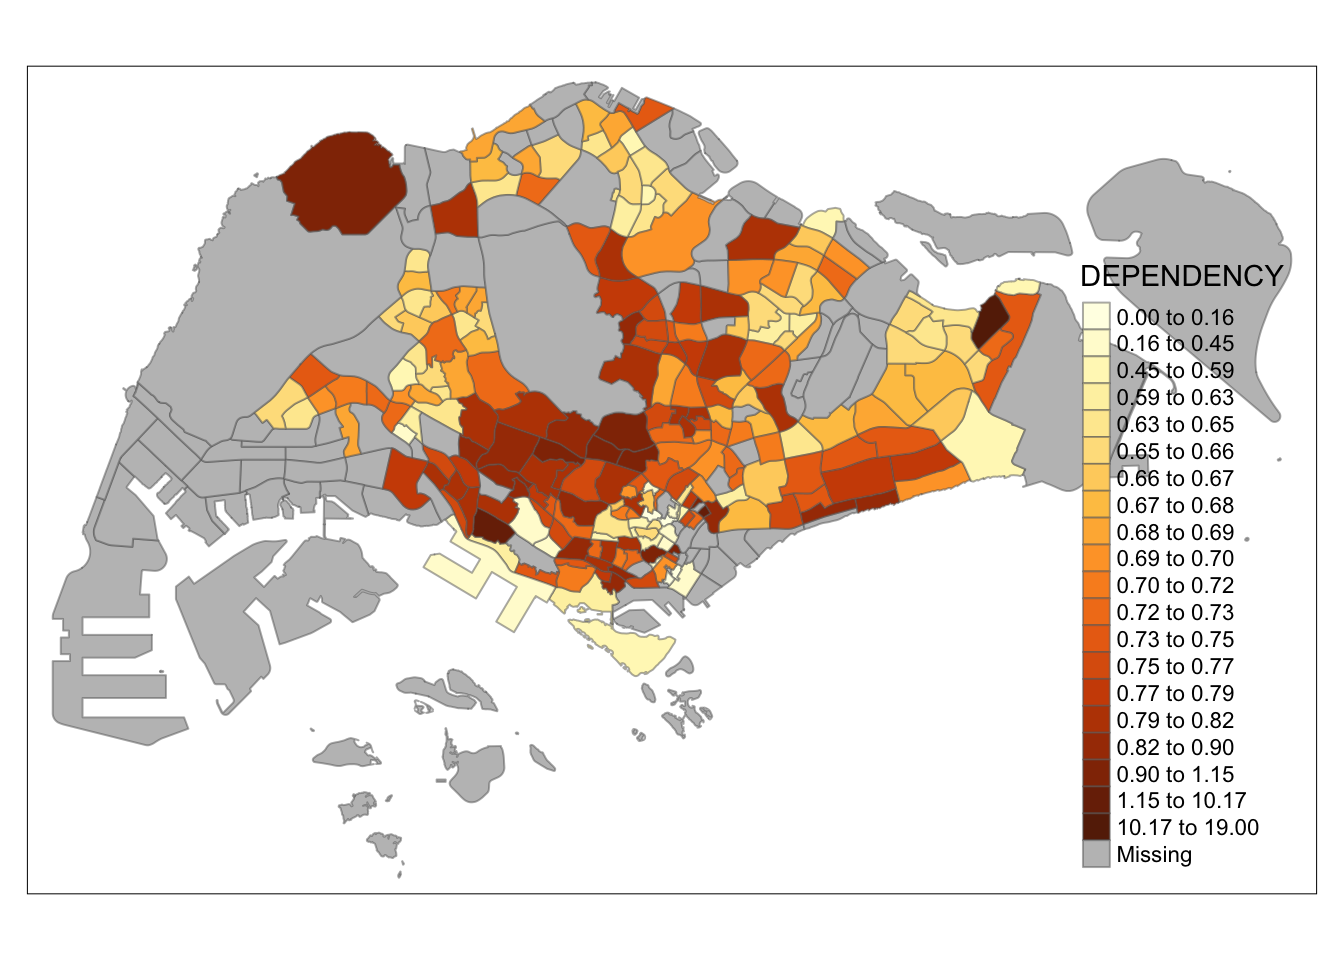 DEPENDENCY
0.00 to 0.16
0.16 to 0.45
0.45 to 0.59
0.59 to 0.63
0.63 to 0.65
0.65 to 0.66
0.66 to 0.67
0.67 to 0.68
0.68 to 0.69
0.69 to 0.70
0.70 to 0.72
0.72 to 0.73
0.73 to 0.75
0.75 to 0.77
0.77 to 0.79
0.79 to 0.82
0.82 to 0.90
0.90 to 1.15
1.15 to 10.17
10.17 to 19.00
Missing